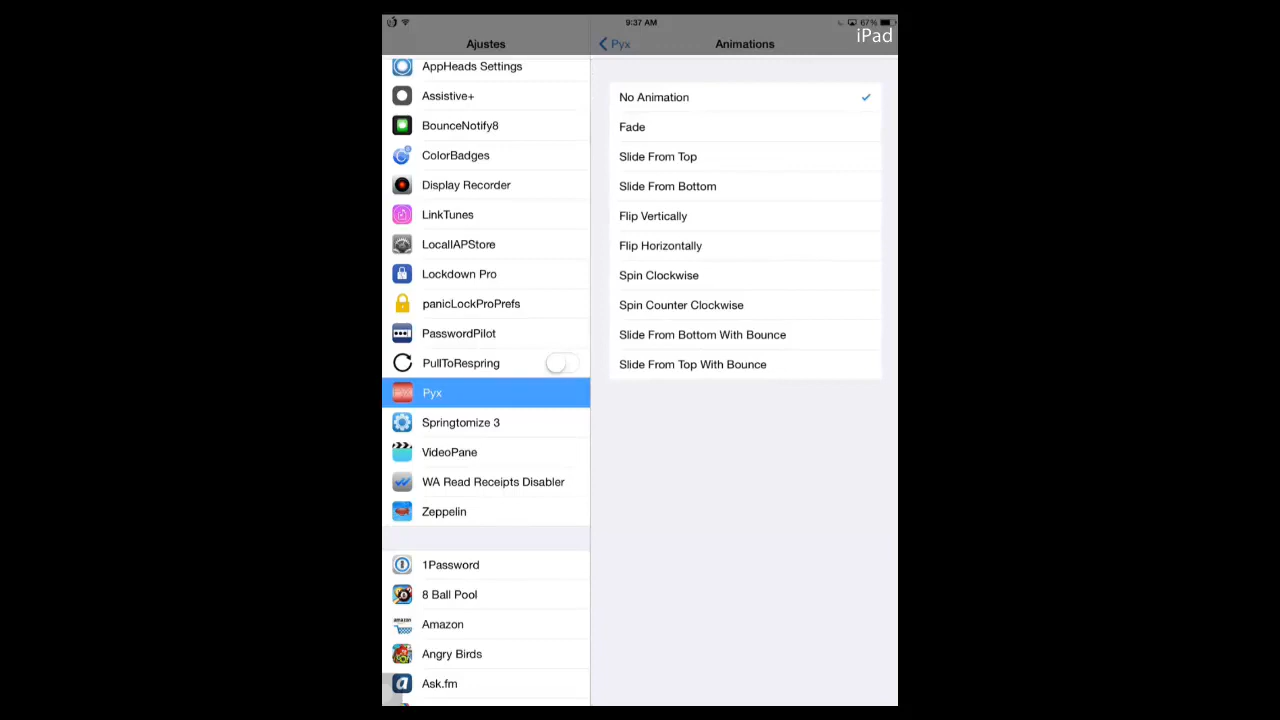 9:37 AM
67%
iPad
Ajustes
AppHeads Settings
Assistive+
BounceNotify8
ColorBadges
Display Recorder
LinkTunes
LocalIAPStore
Lockdown Pro
panicLockProPrefs
PasswordPilot
PullToRespring
Pyx
Springtomize 3
VideoPane
WA Read Receipts Disabler
Zeppelin
1Password
8 Ball Pool
amazon
Amazon
Angry Birds
Ask.fm
Pyx
Animations
No Animation
Fade
Slide From Top
Slide From Bottom
Flip Vertically
Flip Horizontally
Spin Clockwise
Spin Counter Clockwise
Slide From Bottom With Bounce
Slide From Top With Bounce